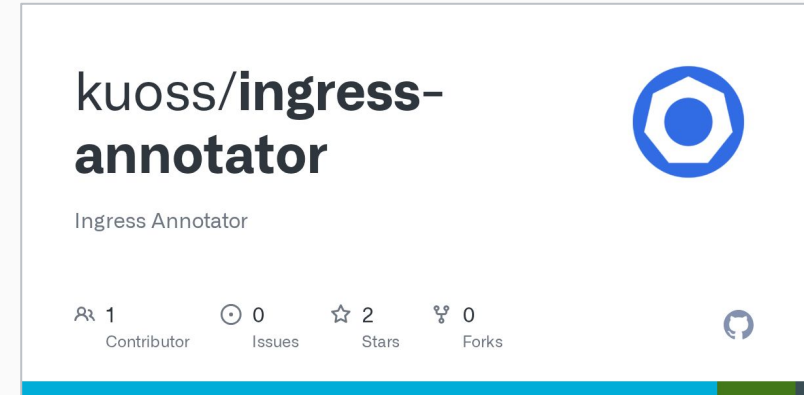 kuoss/ingress-
annotator
Ingress Annotator
1 0 2 0
Contributor Issues Stars Forks